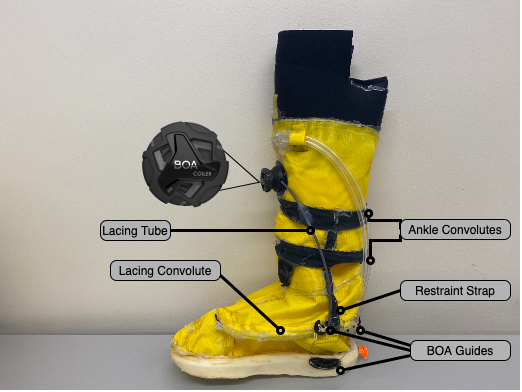 BOA
COILER
Lacing Tube
Ankle Convolutes
Lacing Convolute
Restraint Strap
BOA Guides